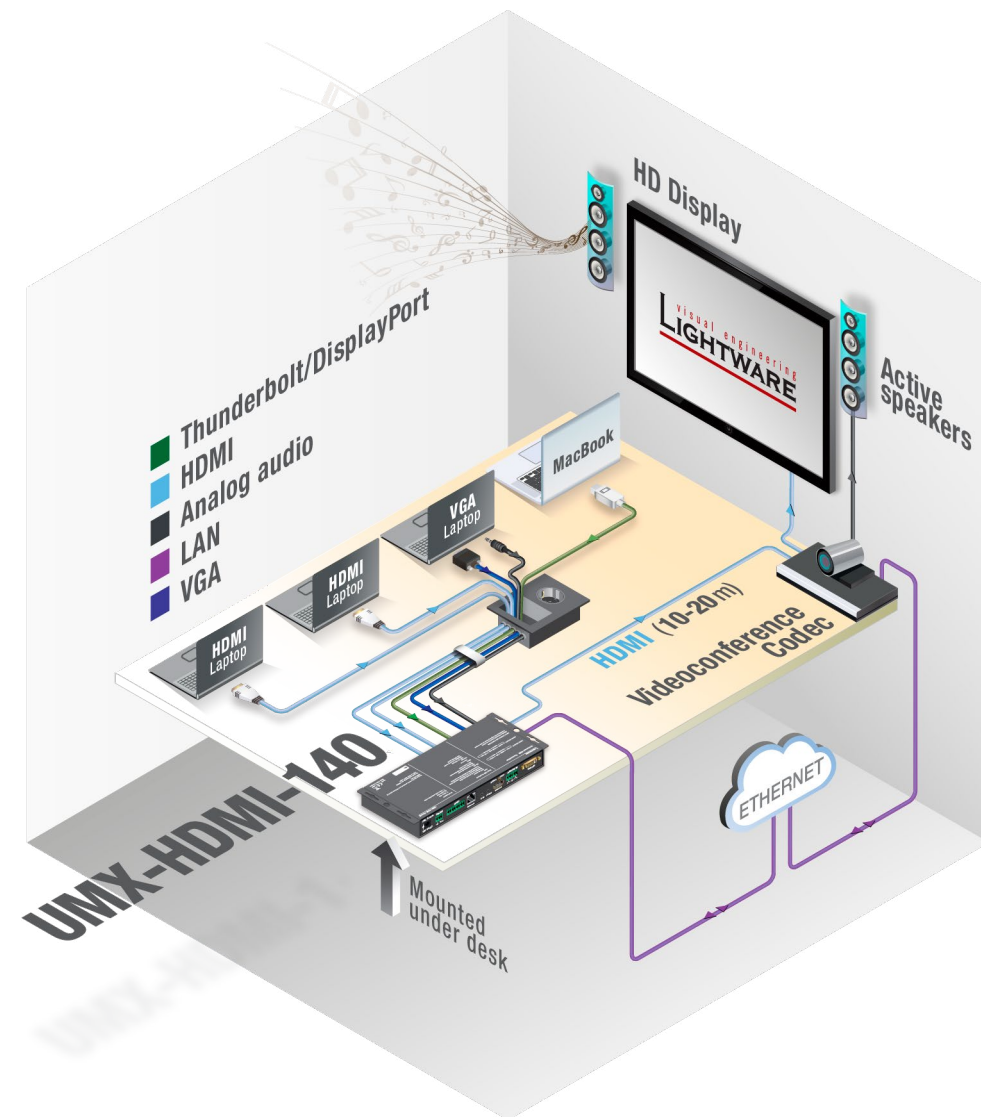 HD Display
visual engineering
LIGHTWARE
Active
speakers
Thunderbolt/DisplayPort
HDMI
Analog audio
LAN
VGA
MacBook
VGA
Laptop
HDMI
Laptop
HDMI
Laptop
HDMI (10-20 m)
Videoconference
Codec
UMX-HDMI-140
ETHERNET
Mounted
under desk